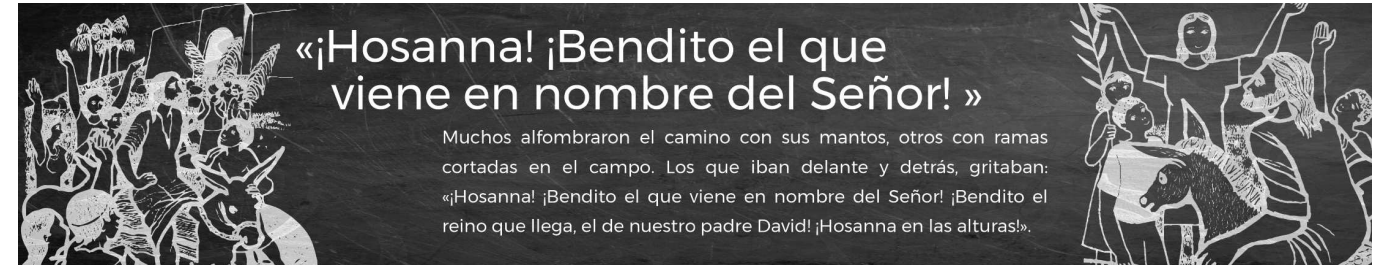 «¡Hosanna! ¡Bendito el que
viene en nombre del Señor! »
Muchos alfombraron el camino con sus mantos, otros con ramas
cortadas en el campo. Los que iban delante y detrás, gritaban:
«¡Hosanna! ¡Bendito el que viene en nombre del Señor! ¡Bendito el
reino que llega, el de nuestro padre David! ¡Hosanna en las alturas!».